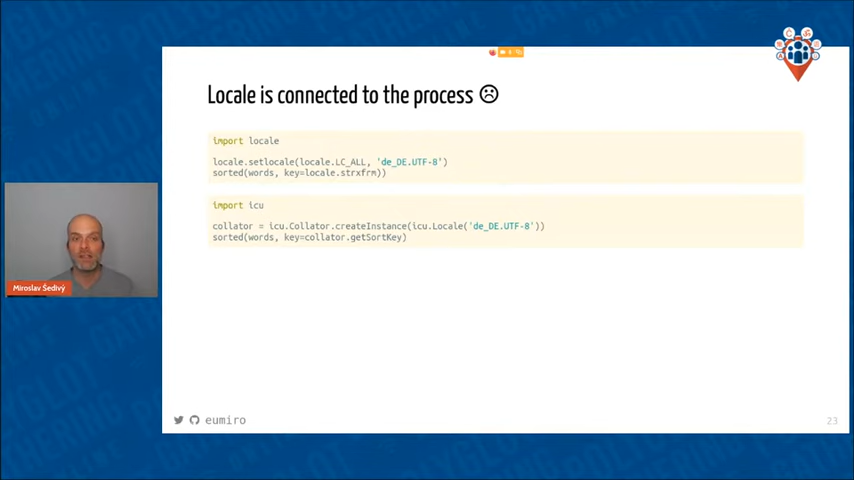 Locale is connected to the process ☹
import locale
locale.setlocale(locale.LC_ALL, 'de_DE.UTF-8')
sorted(words, key=locale.strxfrm))
import icu
collator = icu.Collator.createInstance(icu.Locale('de_DE.UTF-8'))
sorted(words, key=collator.getSortKey)
Miroslav Šedivý
eumiro
23